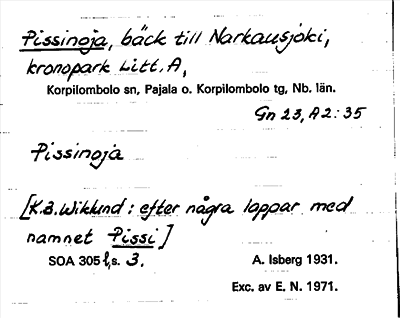 Pissinoja, bäck till Narkausjoki,
kronopark Litt. A,
Korpilombolo sn, Pajala o. Korpilombolo tg, Nb. län.
Gn 23, A2:35
Pissinoja
[K.B. Wiklund : efter några lappar med
namnet Pissi]
SOA 305 l, s. 3. A. Isberg 1931.
Exc. av E. N. 1971.